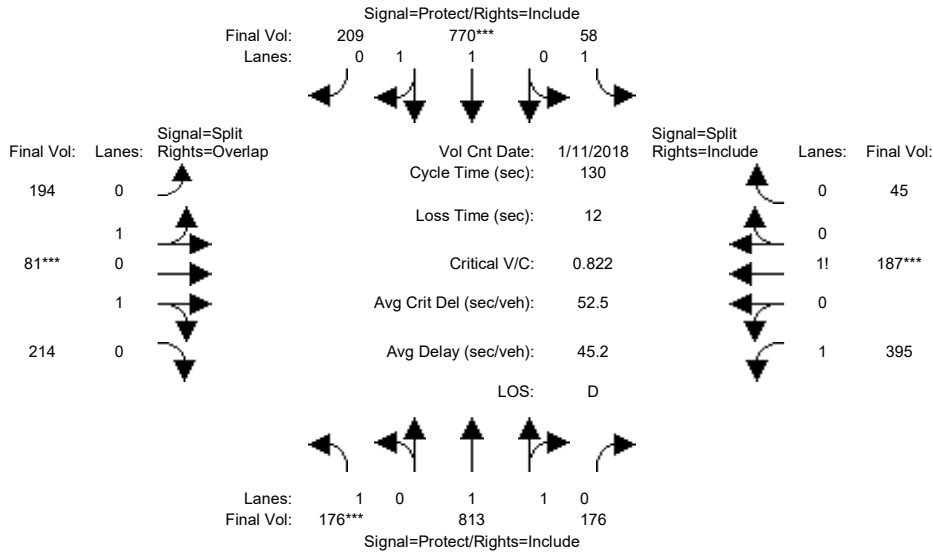 Signal=Protect/Rights=Include
Final Vol: 209 770*** 58
Lanes: 0 1 1 0 1
Signal=Split
Final Vol: Lanes: Rights=Overlap
Vol Cnt Date: 1/11/2018
Signal=Split
Rights=Include Lanes: Final Vol:
Cycle Time (sec): 130
194 0
0 45
Loss Time (sec): 12
1
0
81*** 0
Critical V/C: 0.822
1! 187***
1
Avg Crit Del (sec/veh): 52.5
0
214 0
Avg Delay (sec/veh): 45.2
1 395
LOS: D
Lanes: 1 0 1 1 0
Final Vol: 176*** 813 176
Signal=Protect/Rights=Include